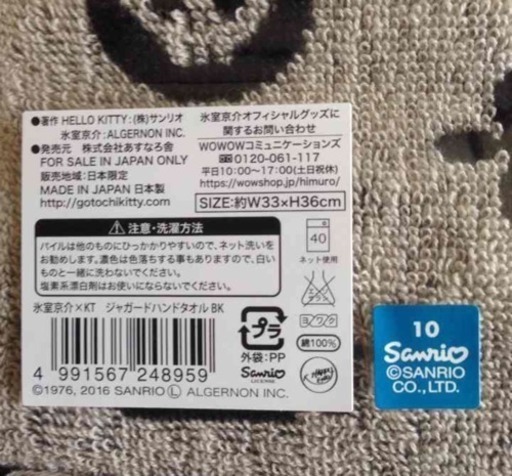 ●著作 HELLO KITTY:(株)サンリオ
氷室京介:ALGERNON INC.
●発売元 株式会社あすなろ舎
FOR SALE IN JAPAN ONLY
販売地域:日本限定
MADE IN JAPAN 日本製
http://gotochikitty.com
氷室京介オフィシャルグッズに
関するお問い合わせ
WOWOWコミュニケーションズ
0120-061-117
平日10:00〜17:00(土日祝休)
https://wowshop.jp/himuro/
SIZE:約W33×H36cm
注意・洗濯方法
パイルは他のものにひっかかりやすいので、ネット洗いを
お勧めします。濃色は色落ちする事もありますので、白い
ものと一緒に洗わないでください。
塩素系漂白剤はお使いにならないでください。
40
ネット使用
エンソサラシ
ヨワク
綿100%
氷室京介×KT ジャガードハンドタオル BK
4 991567 248959
プラ
外袋:PP
Sanrio
LICENSE
©1976, 2016 SANRIO Ⓛ ALGERNON INC.
10
Sanrio
©SANRIO
CO., LTD.